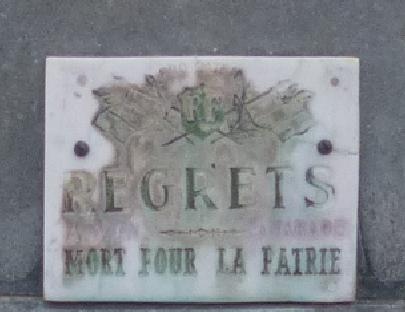 RF
REGRETS
CAMARADE
MORT POUR LA PATRIE